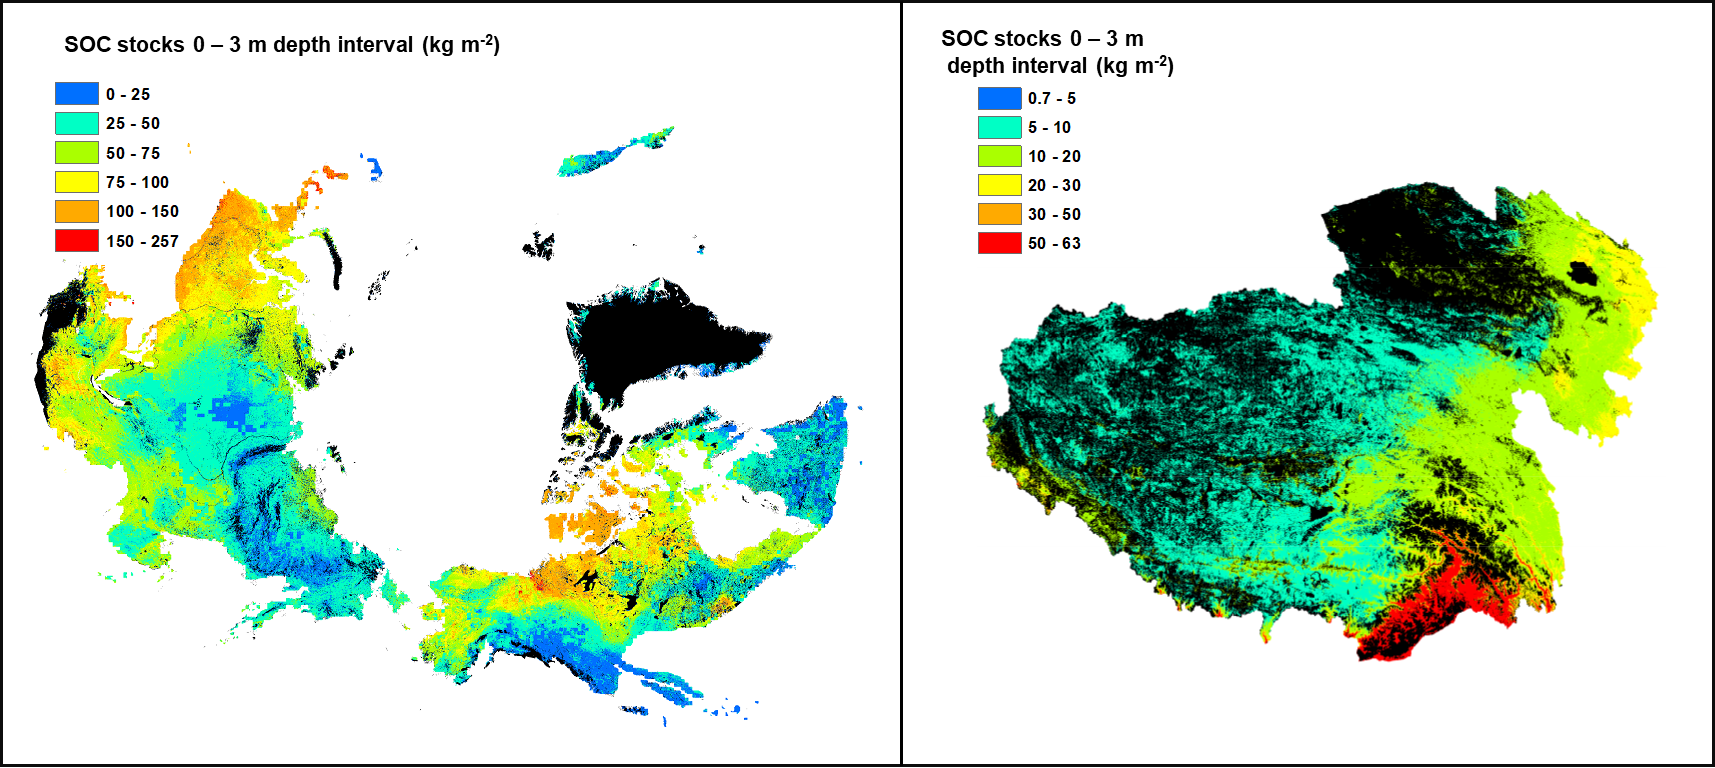 SOC stocks 0 – 3 m depth interval (kg m-2)
0 - 25
25 - 50
50 - 75
75 - 100
100 - 150
150 - 257
SOC stocks 0 – 3 m
depth interval (kg m-2)
0.7 - 5
5 - 10
10 - 20
20 - 30
30 - 50
50 - 63